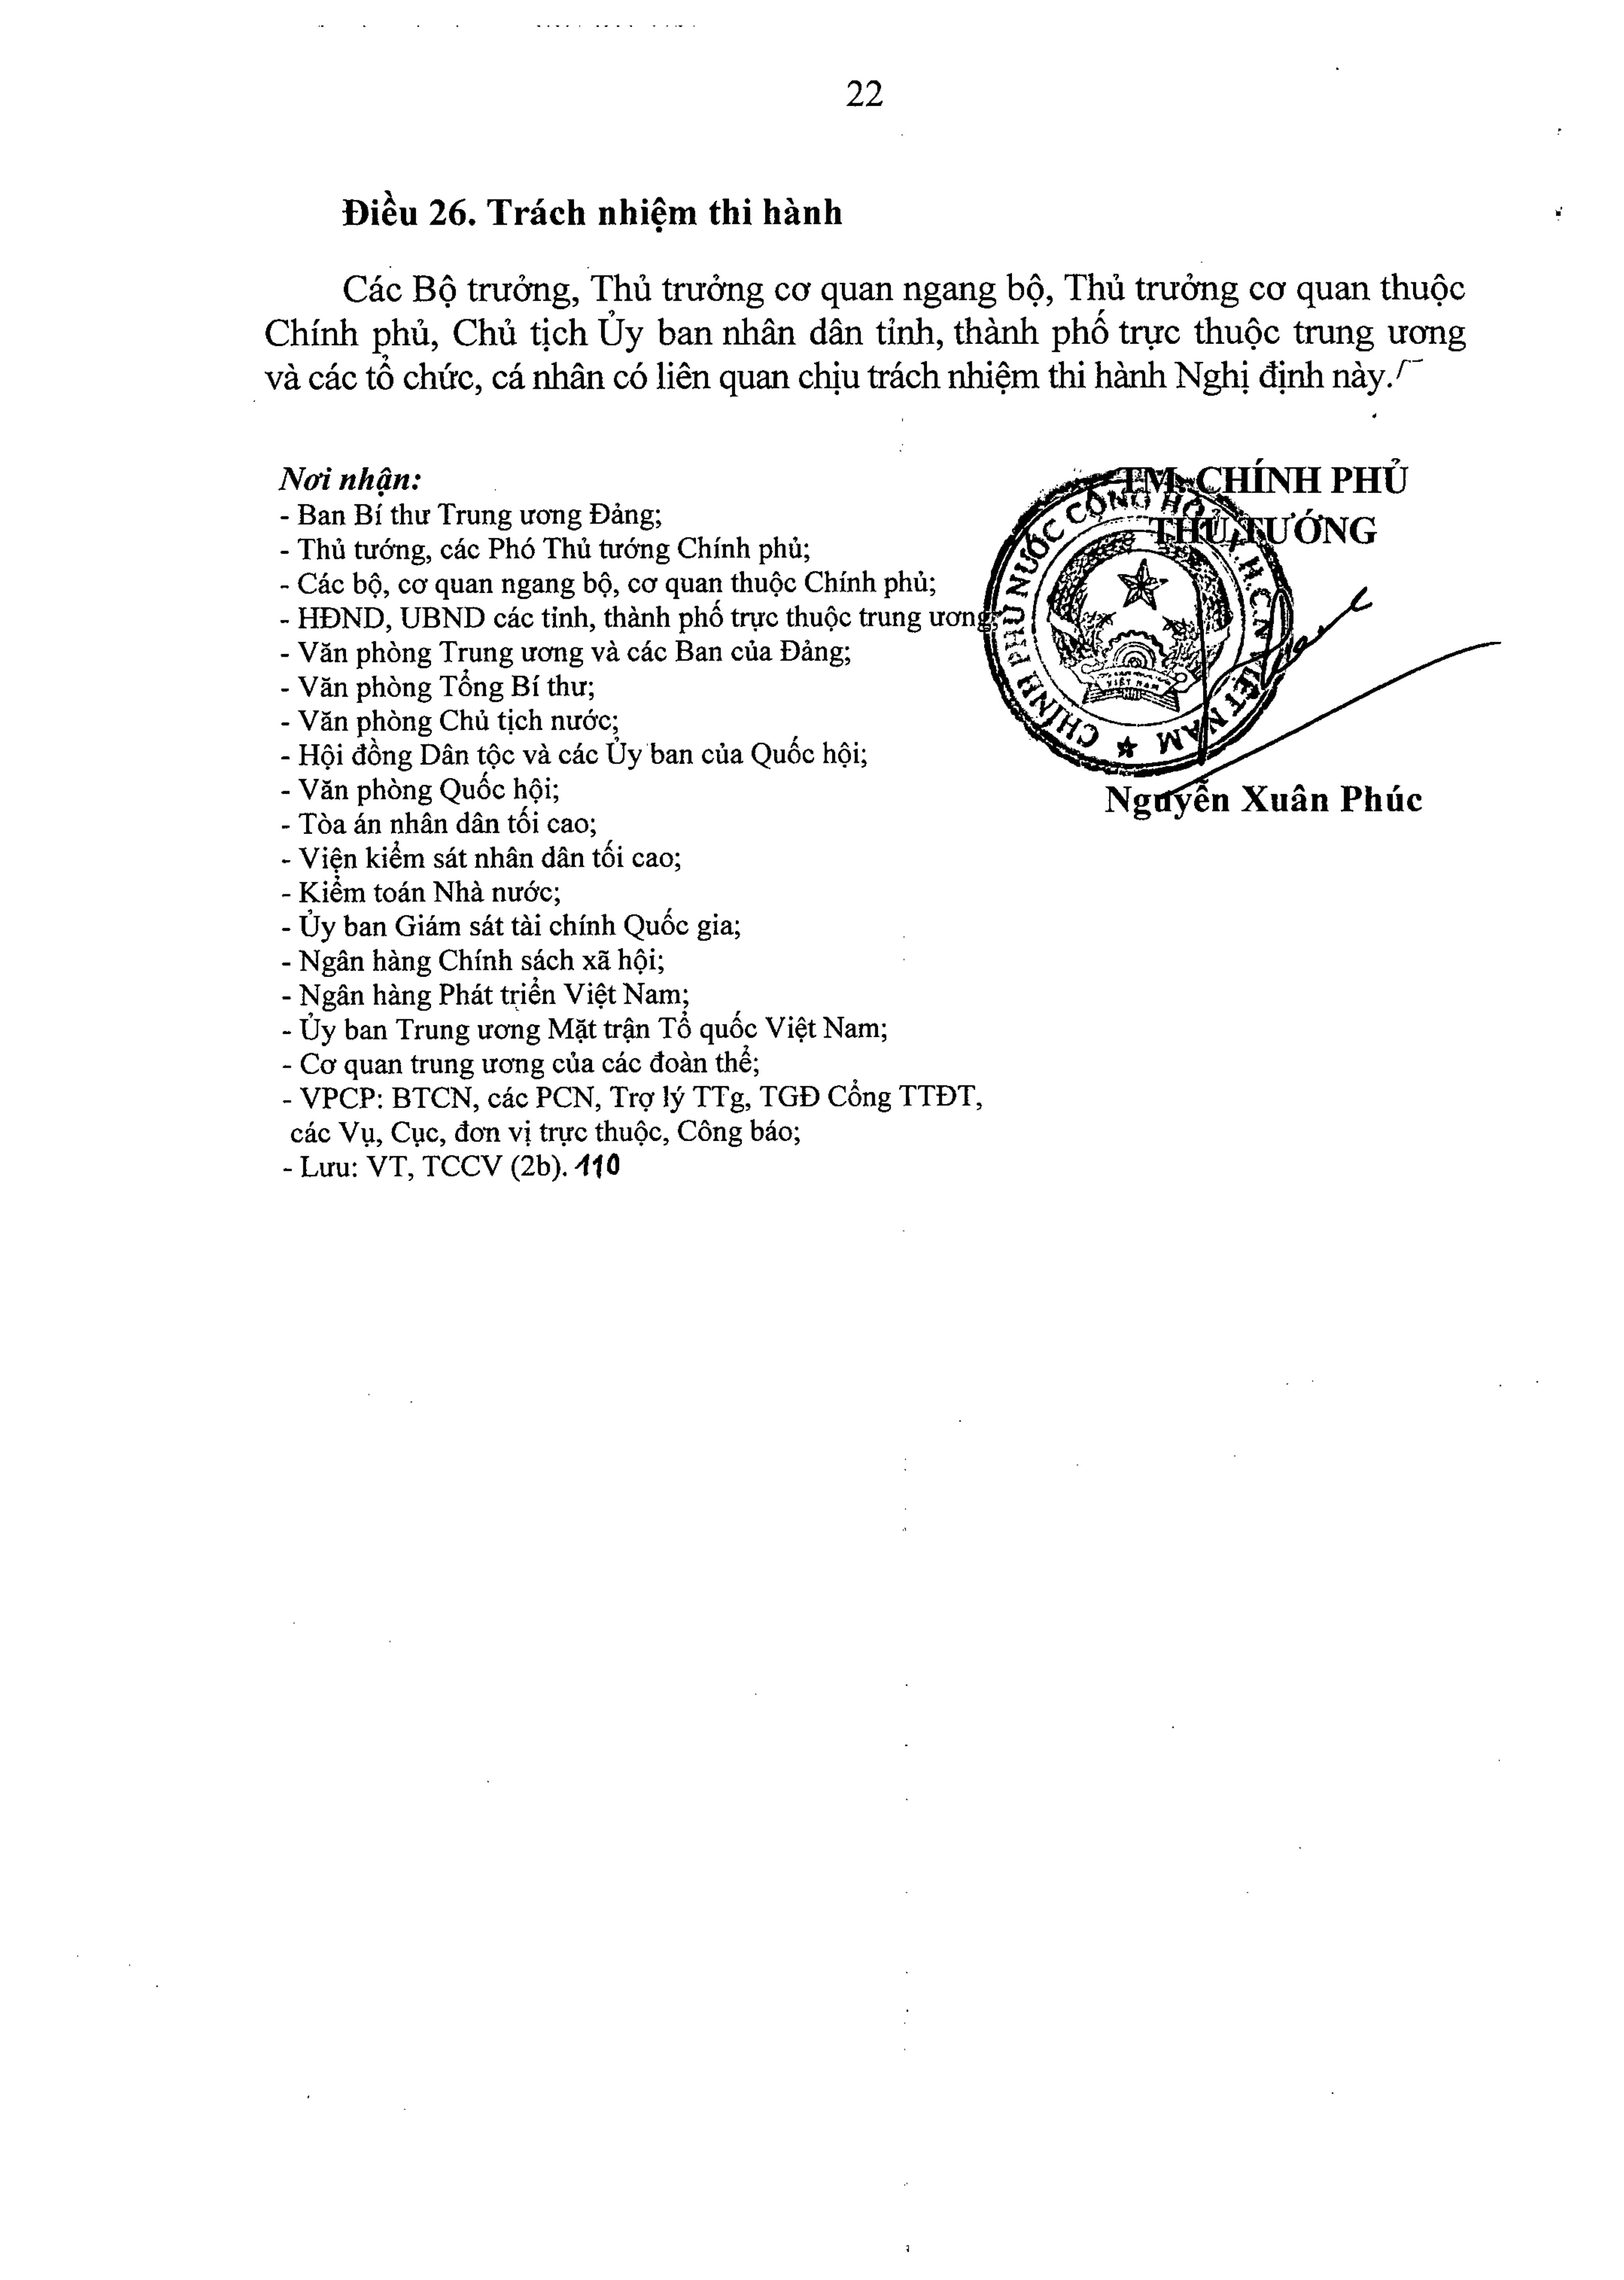 22
Điều 26. Trách nhiệm thi hành
Các Bộ trưởng, Thủ trưởng cơ quan ngang bộ, Thủ trưởng cơ quan thuộc
Chính phủ, Chủ tịch Ủy ban nhân dân tỉnh, thành phố trực thuộc trung ương
và các tổ chức, cá nhân có liên quan chịu trách nhiệm thi hành Nghị định này./
Nơi nhận:
- Ban Bí thư Trung ương Đảng;
- Thủ tướng, các Phó Thủ tướng Chính phủ;
- Các bộ, cơ quan ngang bộ, cơ quan thuộc Chính phủ;
- HĐND, UBND các tỉnh, thành phố trực thuộc trung ương;
- Văn phòng Trung ương và các Ban của Đảng;
- Văn phòng Tổng Bí thư;
- Văn phòng Chủ tịch nước;
- Hội đồng Dân tộc và các Ủy ban của Quốc hội;
- Văn phòng Quốc hội;
- Tòa án nhân dân tối cao;
- Viện kiểm sát nhân dân tối cao;
- Kiểm toán Nhà nước;
- Ủy ban Giám sát tài chính Quốc gia;
- Ngân hàng Chính sách xã hội;
- Ngân hàng Phát triển Việt Nam;
- Ủy ban Trung ương Mặt trận Tổ quốc Việt Nam;
- Cơ quan trung ương của các đoàn thể;
- VPCP: BTCN, các PCN, Trợ lý TTg, TGĐ Cổng TTĐT,
các Vụ, Cục, đơn vị trực thuộc, Công báo;
- Lưu: VT, TCCV (2b). 110
TM. CHÍNH PHỦ
THỦ TƯỚNG
CHÍNH PHỦ NƯỚC CỘNG HÒA X.H.C.N VIỆT NAM
VIỆT NAM
Nguyễn Xuân Phúc